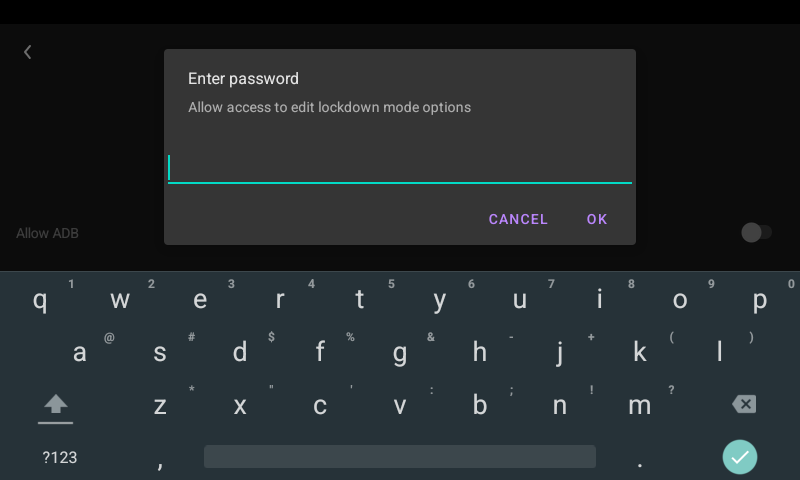 Enter password
Allow access to edit lockdown mode options
CANCEL OK
Allow ADB
1 2 3 4 5 6 7 8 9 0
q w e r t y u i o p
@ # $ % & - + ( )
a s d f g h j k l
* " ' : ; ! ?
z x c v b n m
?123 , .